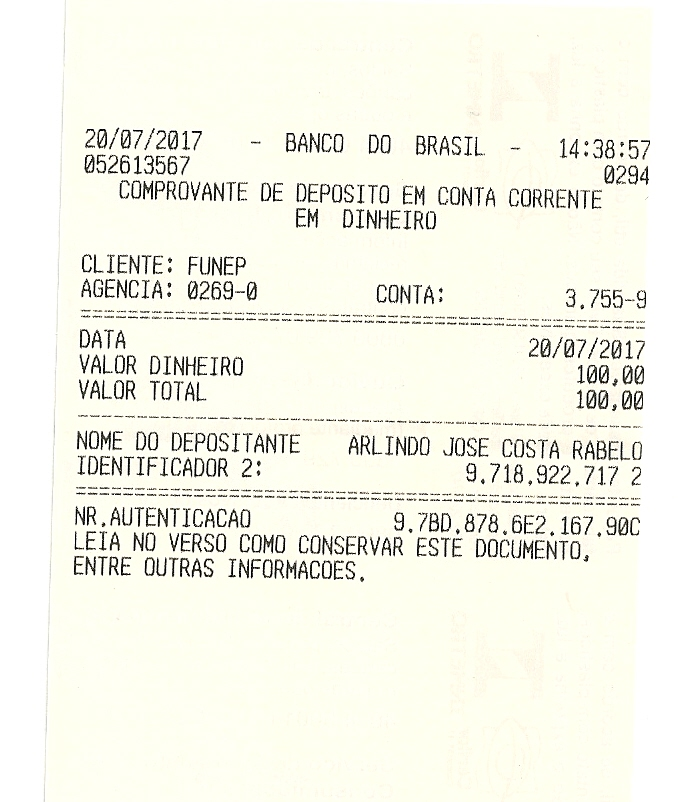 20/07/2017 - BANCO DO BRASIL - 14:38:57
052613567 0294
COMPROVANTE DE DEPOSITO EM CONTA CORRENTE
EM DINHEIRO
CLIENTE: FUNEP
AGENCIA: 0269-0 CONTA: 3.755-9
DATA 20/07/2017
VALOR DINHEIRO 100,00
VALOR TOTAL 100,00
NOME DO DEPOSITANTE ARLINDO JOSE COSTA RABELO
IDENTIFICADOR 2: 9.718.922.717 2
NR.AUTENTICACAO 9.7BD.878.6E2.167.90C
LEIA NO VERSO COMO CONSERVAR ESTE DOCUMENTO,
ENTRE OUTRAS INFORMACOES.